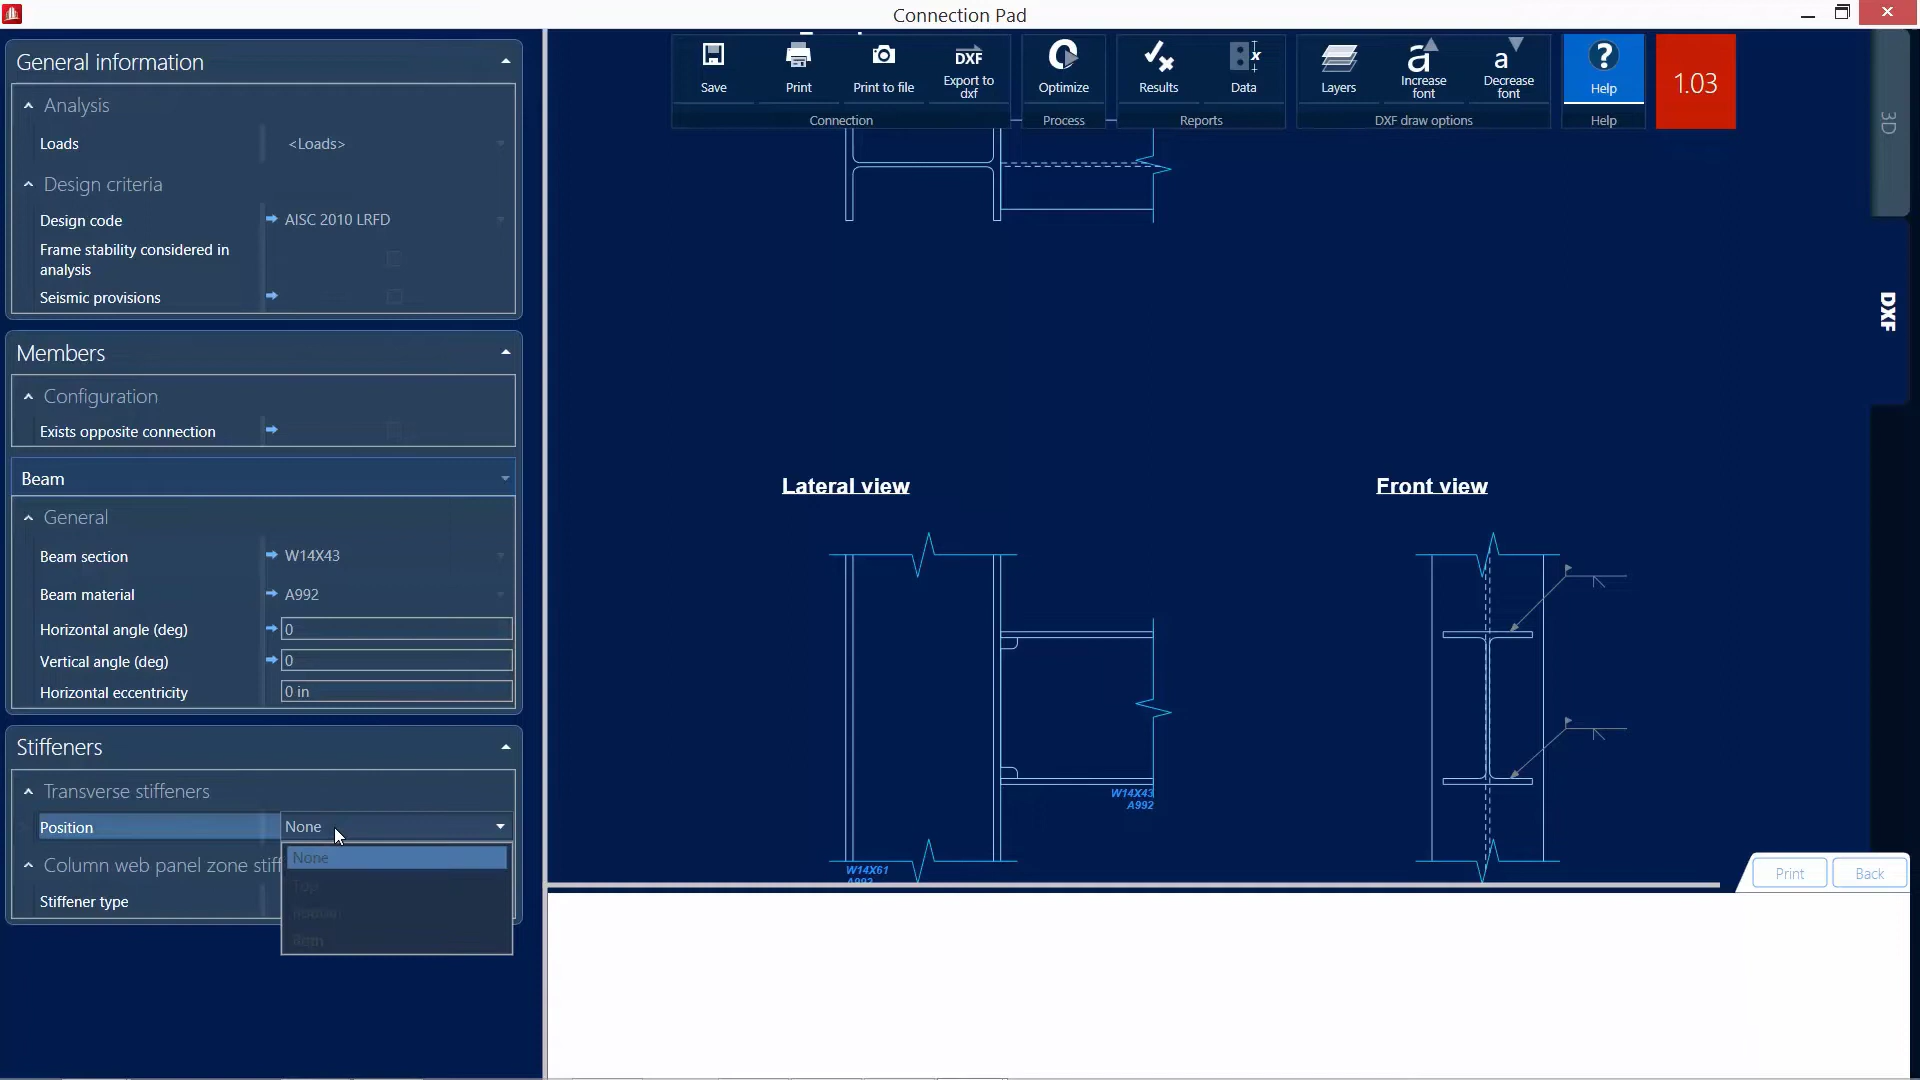 Connection Pad
General information
Analysis
Loads
<Loads>
Design criteria
Design code
AISC 2010 LRFD
Frame stability considered in
analysis
Seismic provisions
Members
Configuration
Exists opposite connection
Beam
General
Beam section
W14X43
Beam material
A992
Horizontal angle (deg)
0
Vertical angle (deg)
0
Horizontal eccentricity
0 in
Stiffeners
Transverse stiffeners
Position
None
None
Top
Both
Column web panel zone stiff
Stiffener type
Save
Print
Print to file
DXF
Export to
dxf
Connection
Optimize
Process
Results
x
Data
Reports
Layers
a
Increase
font
a
Decrease
font
DXF draw options
?
Help
Help
1.03
3D
DXF
Lateral view
Front view
W14X43
A992
W14X61
A992
Print
Back